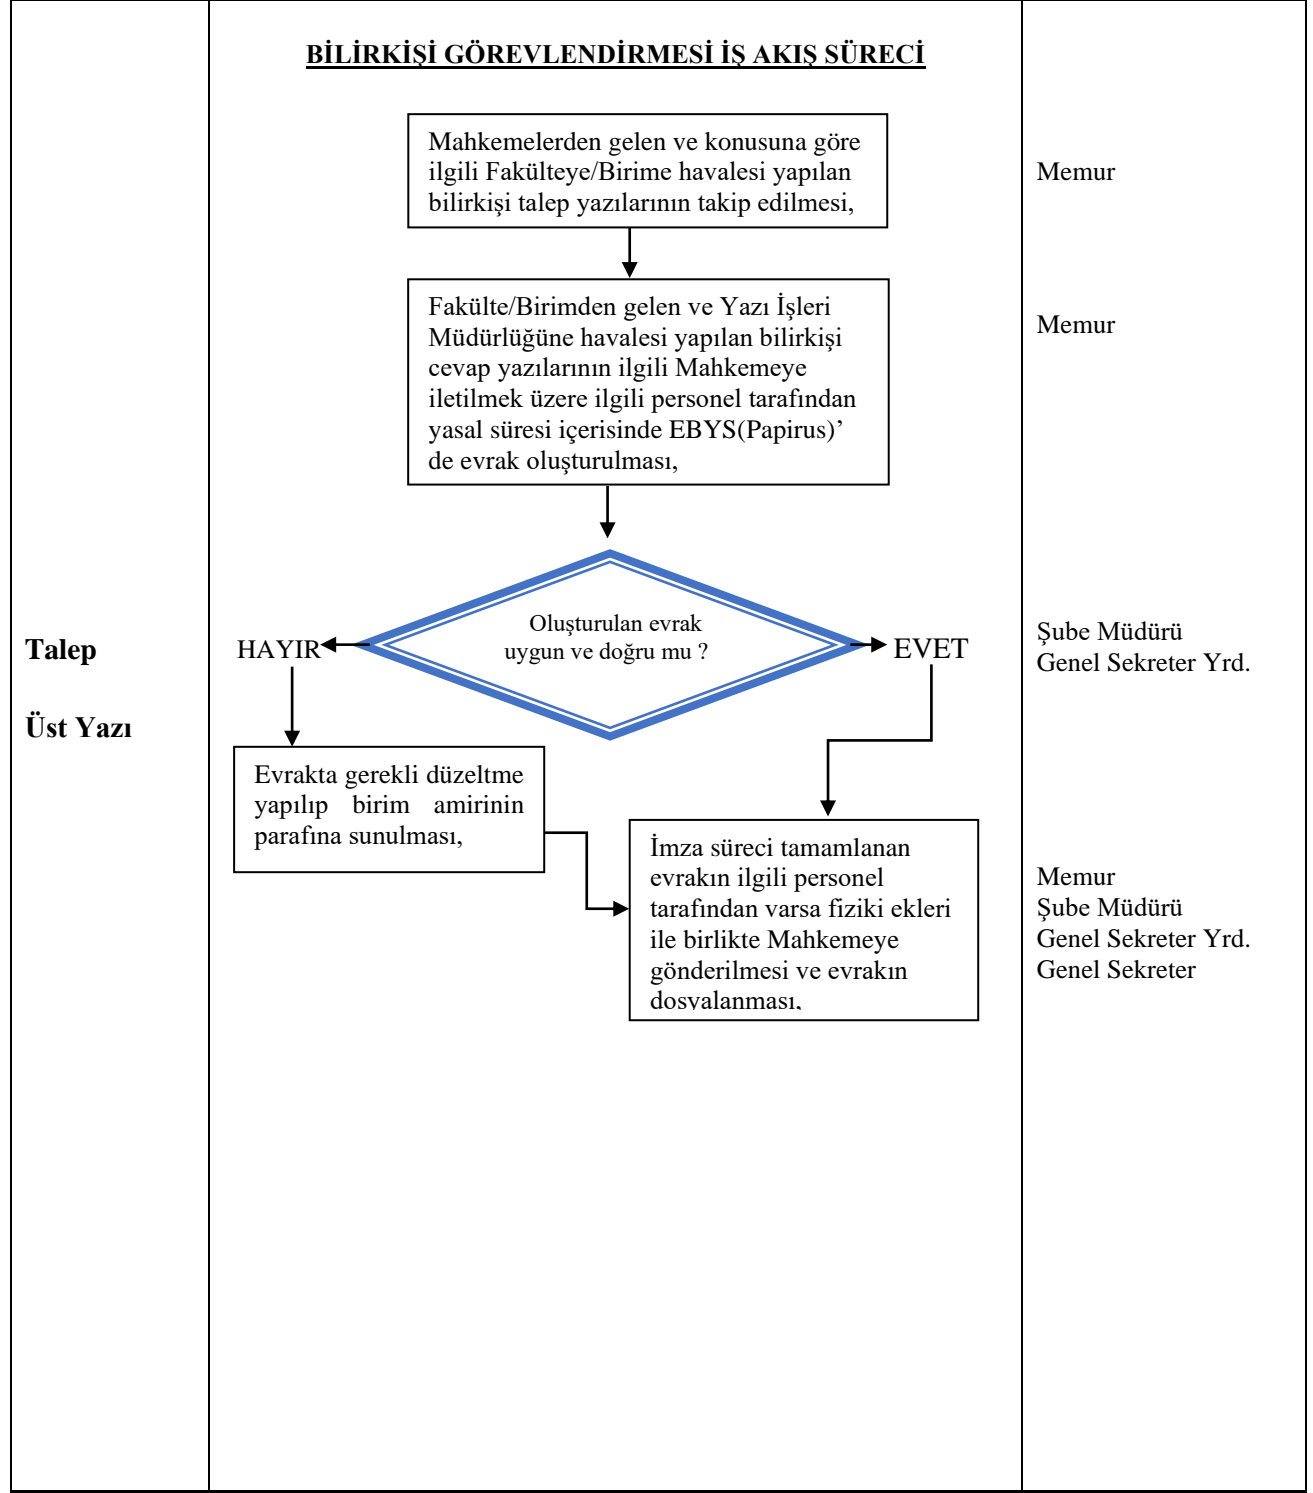 BİLİRKİŞİ GÖREVLENDİRMESİ İŞ AKIŞ SÜRECİ
Mahkemelerden gelen ve konusuna göre
ilgili Fakülteye/Birime havalesi yapılan
bilirkişi talep yazılarının takip edilmesi,
Memur
Fakülte/Birimden gelen ve Yazı İşleri
Müdürlüğüne havalesi yapılan bilirkişi
cevap yazılarının ilgili Mahkemeye
iletilmek üzere ilgili personel tarafından
yasal süresi içerisinde EBYS(Papirus)’
de evrak oluşturulması,
Memur
Oluşturulan evrak
uygun ve doğru mu ?
HAYIR
EVET
Şube Müdürü
Genel Sekreter Yrd.
Talep
Üst Yazı
Evrakta gerekli düzeltme
yapılıp birim amirinin
parafına sunulması,
İmza süreci tamamlanan
evrakın ilgili personel
tarafından varsa fiziki ekleri
ile birlikte Mahkemeye
gönderilmesi ve evrakın
dosyalanması,
Memur
Şube Müdürü
Genel Sekreter Yrd.
Genel Sekreter